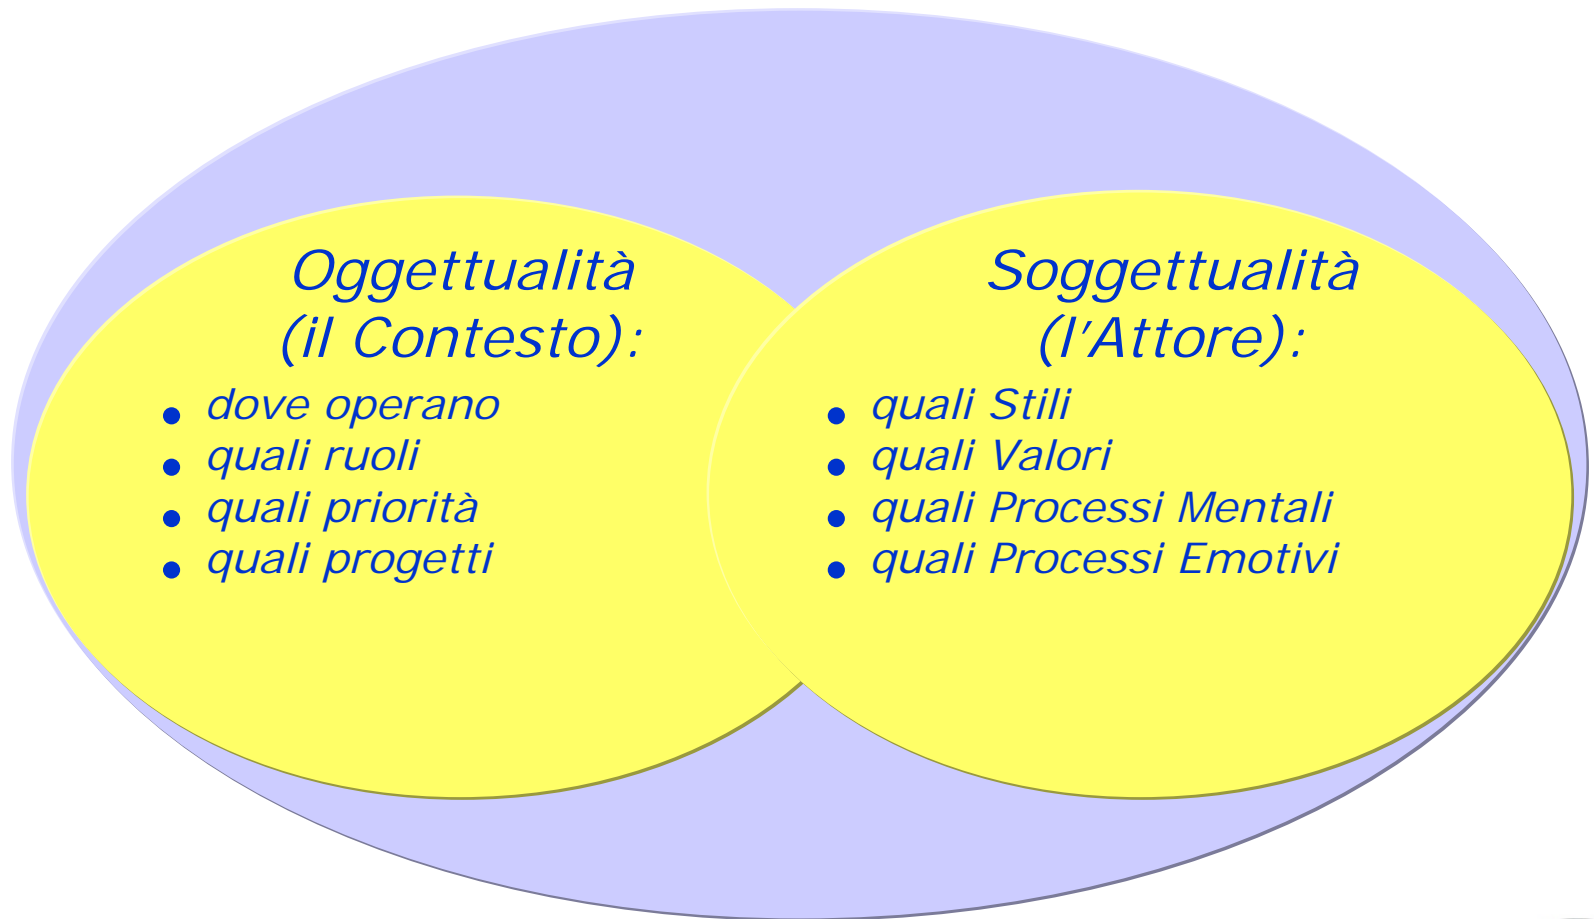 Oggettualità
(il Contesto):
• dove operano
• quali ruoli
• quali priorità
• quali progetti
Soggettualità
(l'Attore):
• quali Stili
• quali Valori
• quali Processi Mentali
• quali Processi Emotivi